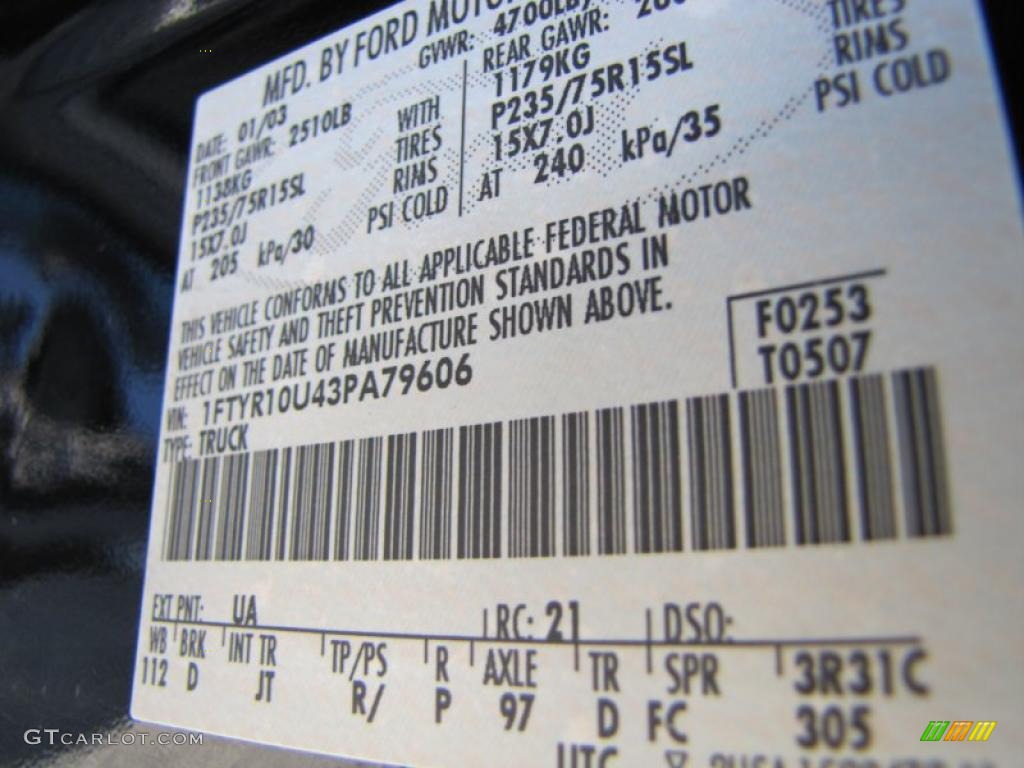 MFD. BY FORD MOTOR
DATE: 01/03 GVWR: 4700LB/
FRONT GAWR: 2510LB REAR GAWR:
1138KG WITH 1179KG
P235/75R15SL TIRES P235/75R15SL TIRES
15X7.0J RIMS 15X7.0J RIMS
AT 205 kPa/30 PSI COLD AT 240 kPa/35 PSI COLD
THIS VEHICLE CONFORMS TO ALL APPLICABLE FEDERAL MOTOR
VEHICLE SAFETY AND THEFT PREVENTION STANDARDS IN
EFFECT ON THE DATE OF MANUFACTURE SHOWN ABOVE.
VIN: 1FTYR10U43PA79606 F0253
TYPE: TRUCK T0507
EXT PNT: UA RC: 21 DSO:
WB BRK INT TR TP/PS R AXLE TR SPR 3R31C
112 D JT R/ P 97 D FC 305
UTC
GTcarlot.com